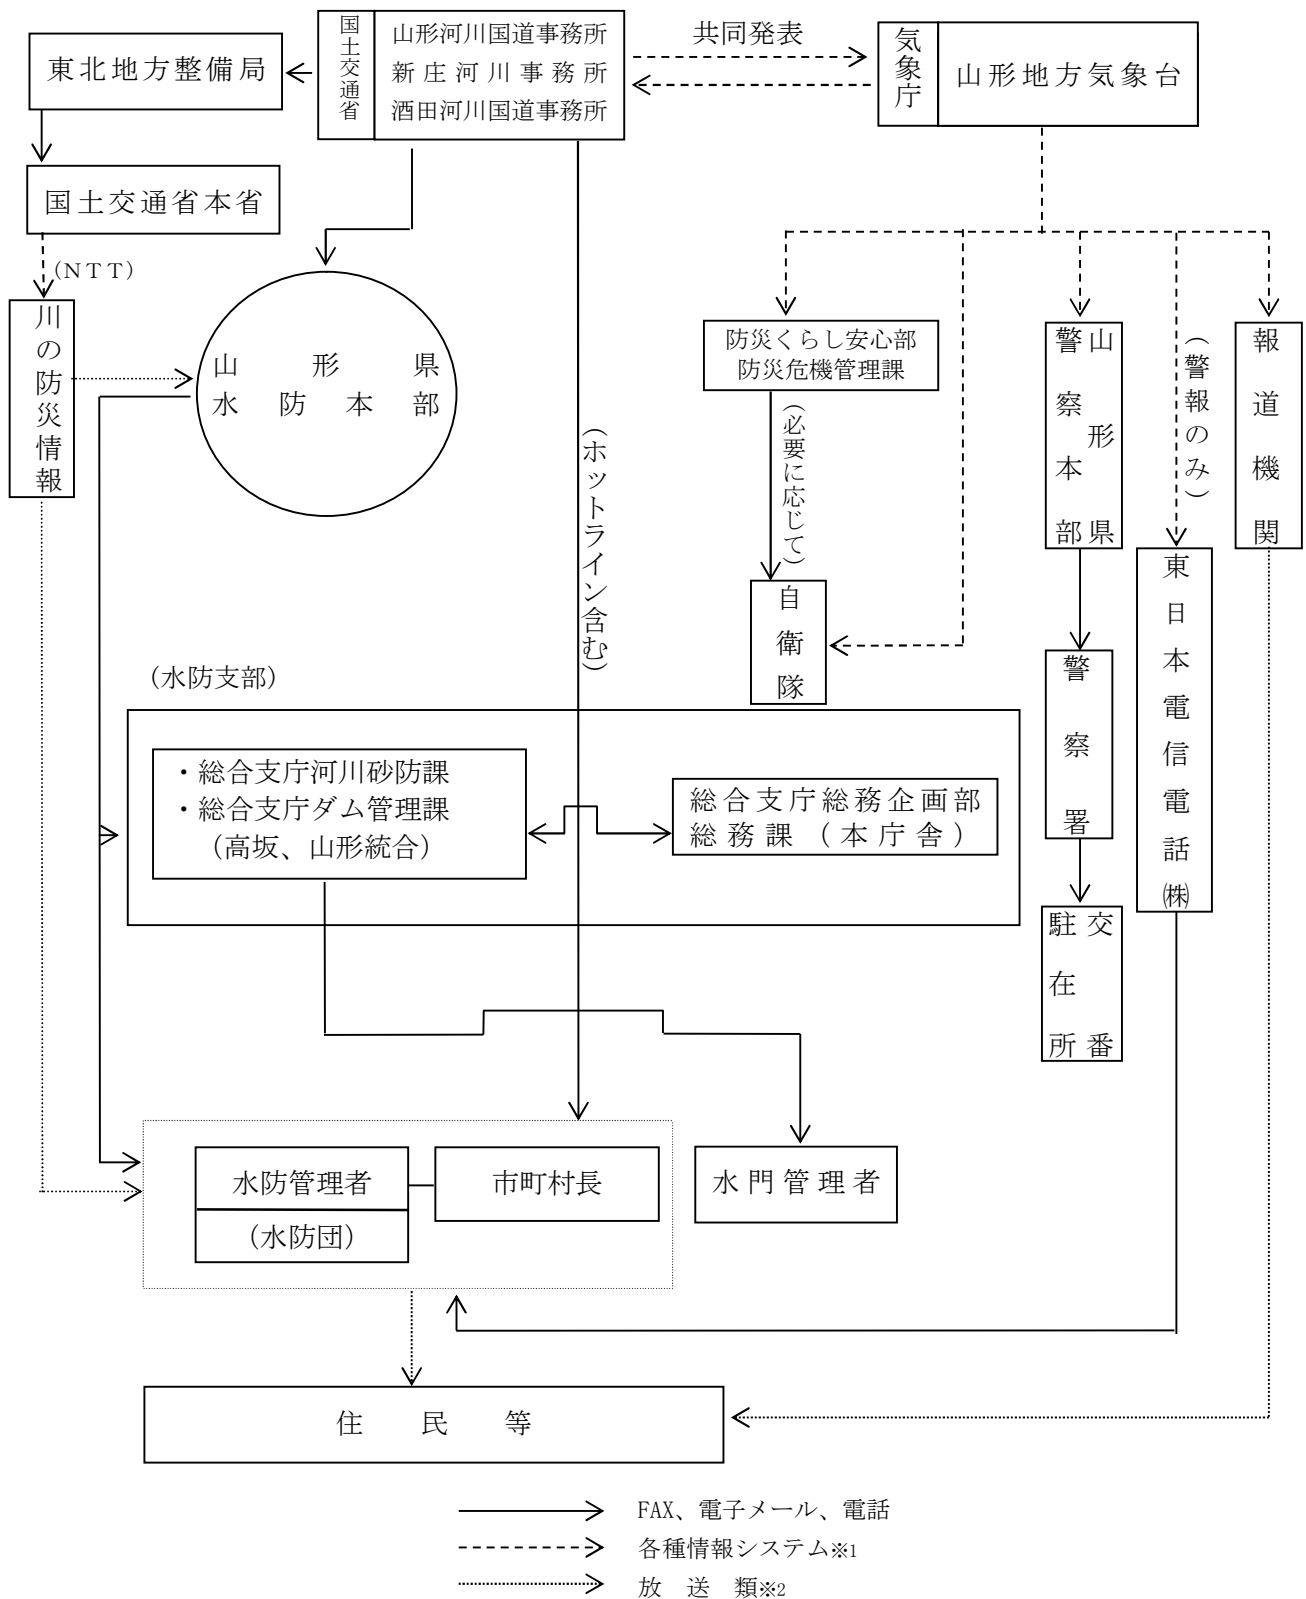 国土交通省
山形河川国道事務所
新庄河川事務所
酒田河川国道事務所
共同発表
気象庁
山形地方気象台
東北地方整備局
国土交通省本省
(NTT)
川の防災情報
山形県
水防本部
(ホットライン含む)
防災くらし安心部
防災危機管理課
(必要に応じて)
自衛隊
山形県
警察本部
(警報のみ)
報道機関
東日本電信電話㈱
警察署
交番
駐在所
(水防支部)
・総合支庁河川砂防課
・総合支庁ダム管理課
(高坂、山形統合)
総合支庁総務企画部
総務課(本庁舎)
水防管理者
(水防団)
市町村長
水門管理者
住民等
FAX、電子メール、電話
各種情報システム※1
放送類※2